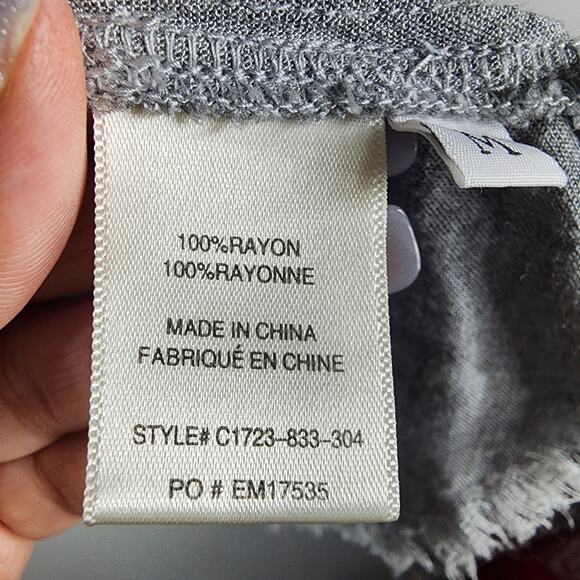 M
100%RAYON
100%RAYONNE
MADE IN CHINA
FABRIQUÉ EN CHINE
STYLE# C1723-833-304
PO # EM17535